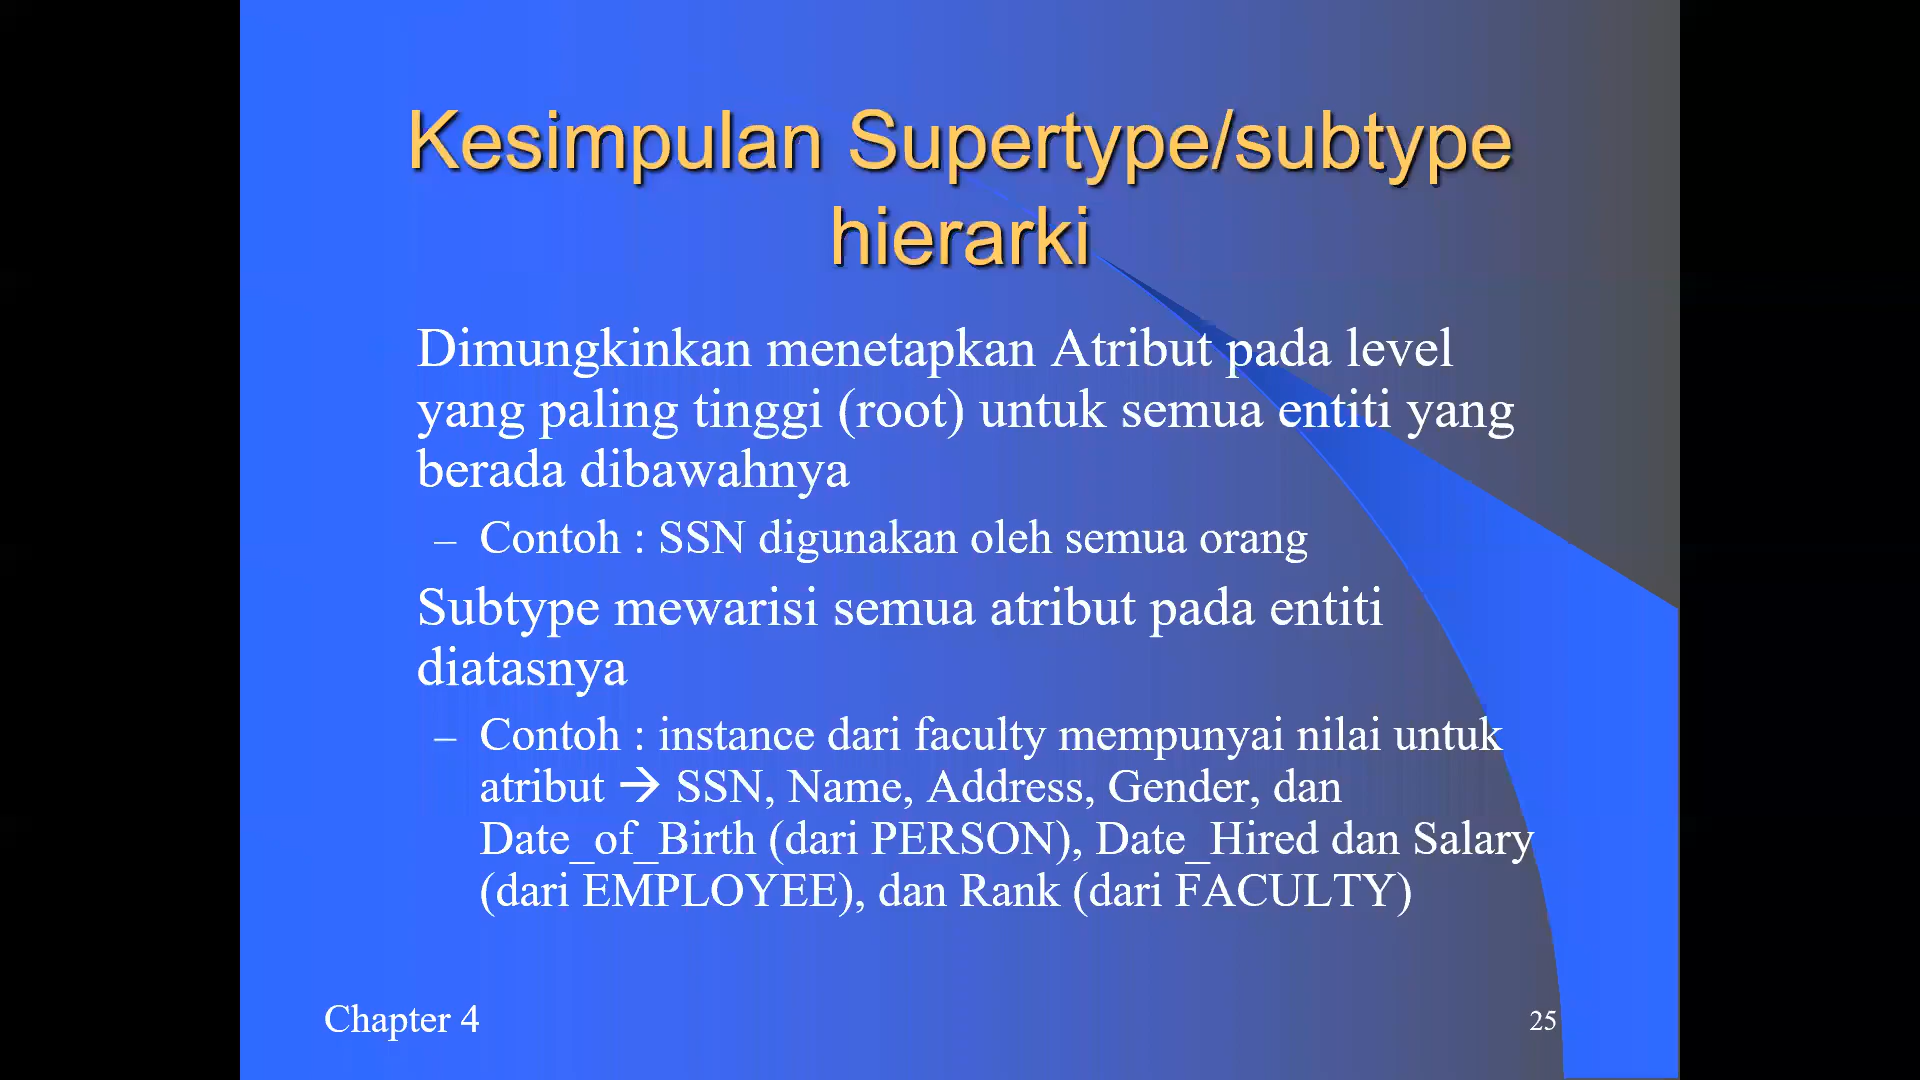 Kesimpulan Supertype/subtype
hierarki
Dimungkinkan menetapkan Atribut pada level
yang paling tinggi (root) untuk semua entiti yang
berada dibawahnya
– Contoh : SSN digunakan oleh semua orang
Subtype mewarisi semua atribut pada entiti
diatasnya
– Contoh : instance dari faculty mempunyai nilai untuk
atribut → SSN, Name, Address, Gender, dan
Date_of_Birth (dari PERSON), Date_Hired dan Salary
(dari EMPLOYEE), dan Rank (dari FACULTY)
Chapter 4
25